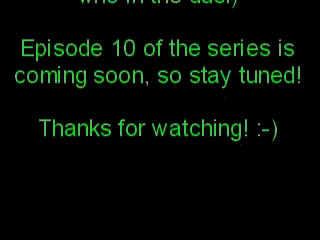 Episode 10 of the series is
coming soon, so stay tuned!
Thanks for watching! :-)